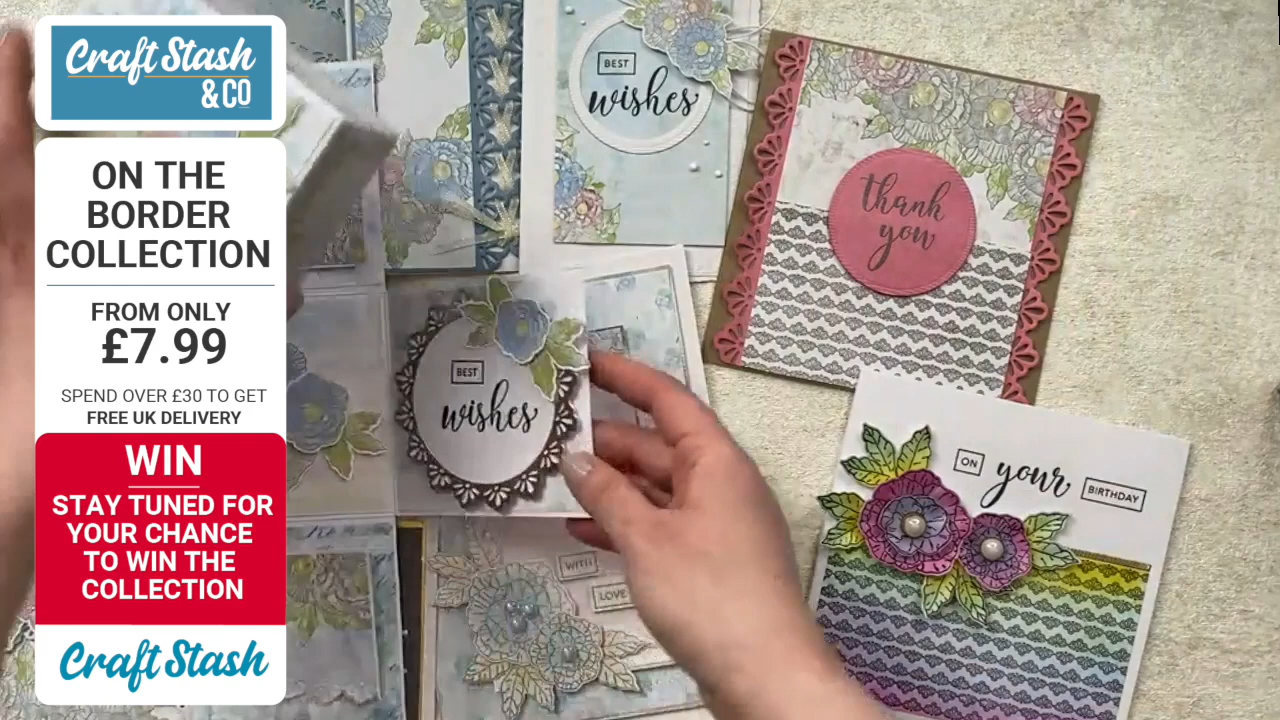 Craft Stash
& CO
ON THE
BORDER
COLLECTION
FROM ONLY
£7.99
SPEND OVER £30 TO GET
FREE UK DELIVERY
WIN
STAY TUNED FOR
YOUR CHANCE
TO WIN THE
COLLECTION
Craft Stash
BEST
wishes
thank
you
BEST
wishes
ON your BIRTHDAY
WITH
LOVE